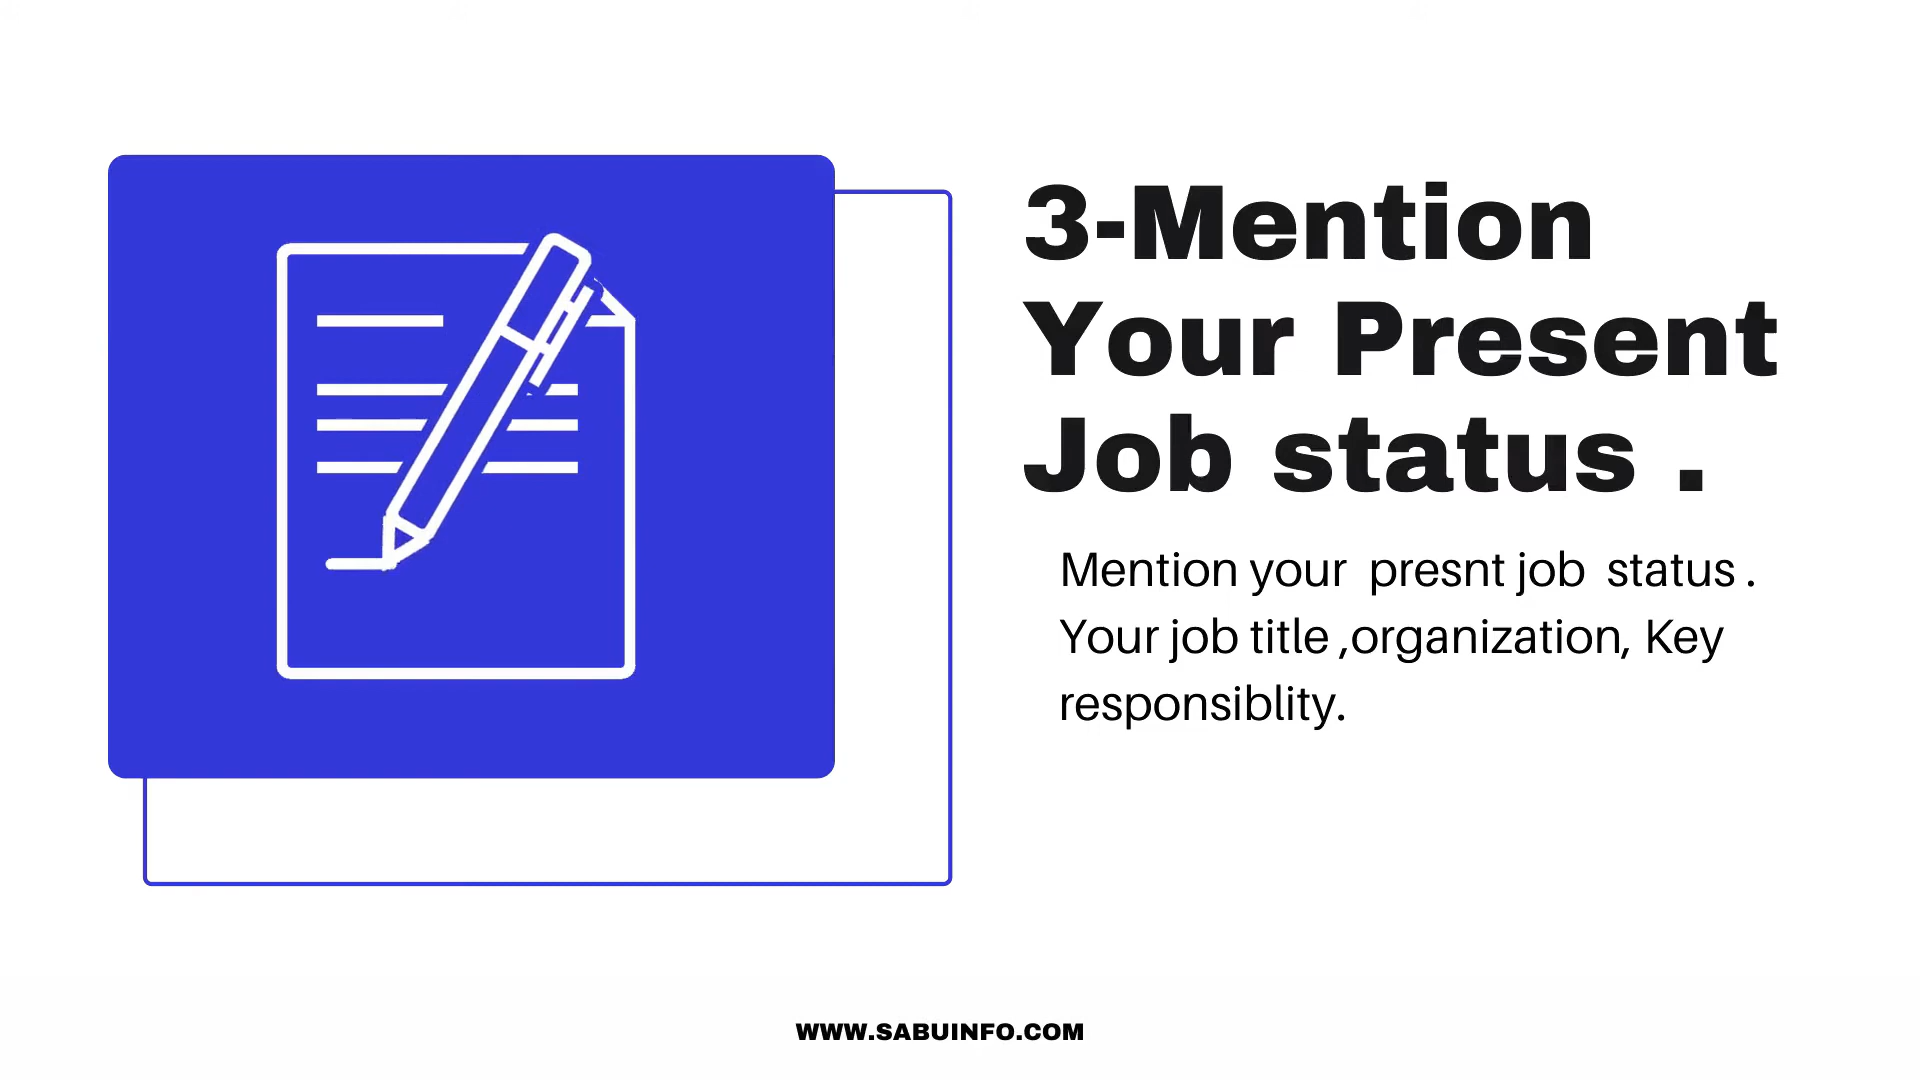 3-Mention
Your Present
Job status .
Mention your  presnt job  status .
Your job title ,organization, Key
responsiblity.
WWW.SABUINFO.COM